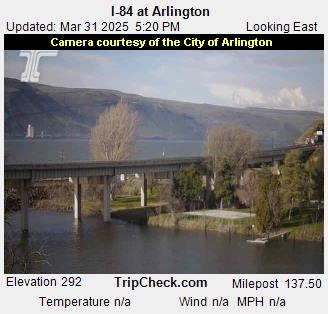 I-84 at Arlington
Updated: Mar 31 2025 5:20 PM Looking East
Camera courtesy of the City of Arlington
Elevation 292 TripCheck.com Milepost 137.50
Temperature n/a Wind n/a MPH n/a